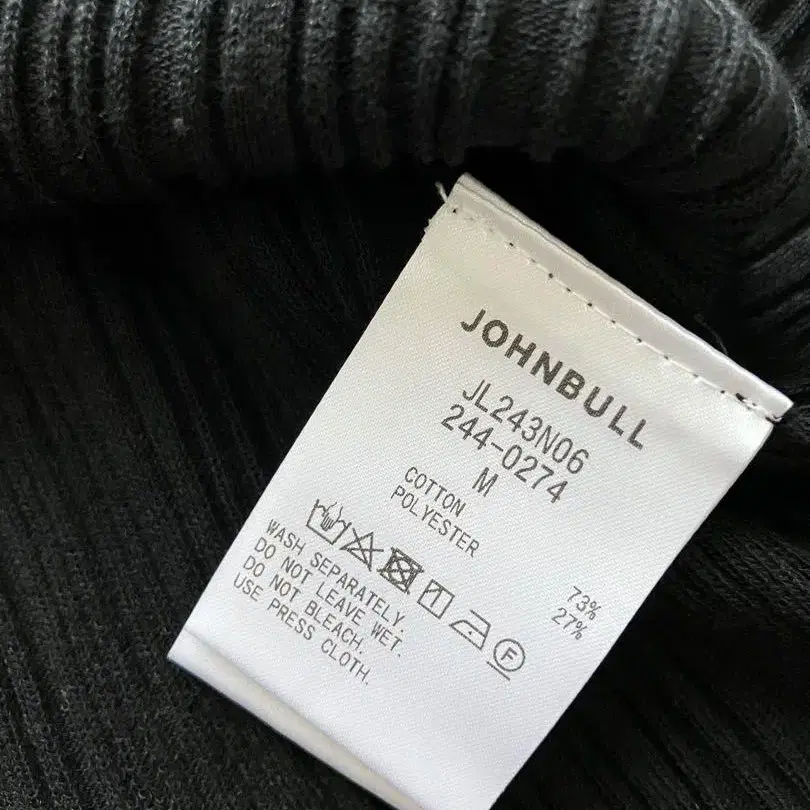 JOHNBULL
JL243N06
244-0274
M
COTTON 73%
POLYESTER 27%
F
WASH SEPARATELY.
DO NOT LEAVE WET.
DO NOT BLEACH.
USE PRESS CLOTH.